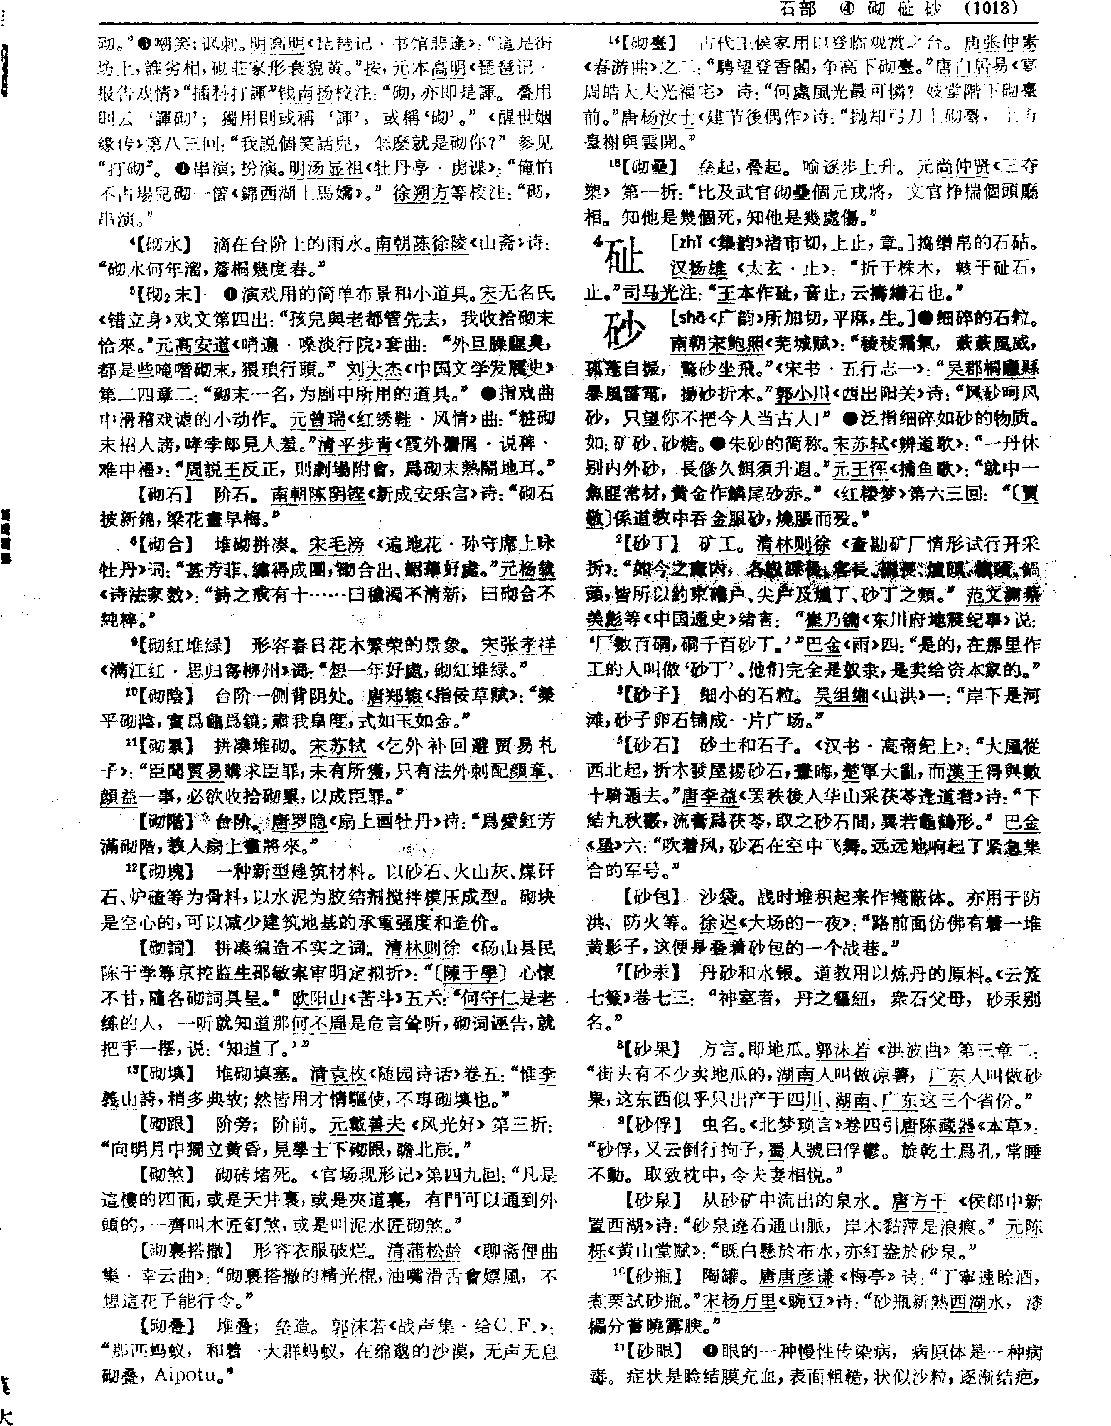 石部 ④ 砌 砋 砂 (1013)
砌。”❸嘲笑;讥刺。明高明《琵琶记·书馆悲逢》:“這是街
坊上,誰劣相,砌莊家形衰貌黄。”按,元本高明《琵琶记·
报告戏情》“插科打諢”钱南扬校注:“砌,亦即是諢。叠用
则云‘諢砌’;獨用則或稱‘諢’,或稱‘砌’。”《醒世姻
缘传》第八三回:“我説個笑話兒,怎麽就是砌你?”参见
“打砌”。❹串演;扮演。明汤显祖《牡丹亭·虏谍》:“俺怕
不占場兒砌一個《錦西湖上馬嬌》。”徐朔方等校注:“砌,
串演。”
⁴【砌水】 滴在台阶上的雨水。南朝陈徐陵《山斋》诗:
“砌水何年溜,簷桐幾度春。”
⁵【砌₂末】 ❶演戏用的简单布景和小道具。宋无名氏
《错立身》戏文第四出:“孩兒與老都管先去,我收拾砌末
恰來。”元高安道《哨遍·嗓淡行院》套曲:“外旦臊腥臭,
都是些唵噆砌末,猥琅行頭。”刘大杰《中国文学发展史》
第二四章二:“砌末一名,为剧中所用的道具。”❷指戏曲
中滑稽戏谑的小动作。元曾瑞《红绣鞋·风情》曲:“粧砌
末招人謗,哮李郎見人羞。”清平步青《霞外攟屑·说稗·
难中福》:“周説王反正,則劇場附會,爲砌末熱鬧地耳。”
【砌石】 阶石。南朝陈阴铿《新成安乐宫》诗:“砌石
披新錦,梁花畫早梅。”
⁶【砌合】 堆砌拼凑。宋毛滂《遍地花·孙守席上咏
牡丹》词:“甚芳菲、繡得成團,砌合出、韶華好處。”元杨载
《诗法家数》:“詩之戒有十……曰穢濁不清新,曰砌合不
純粹。”
⁹【砌红堆绿】 形容春日花木繁荣的景象。宋张孝祥
《满江红·思归寄柳州》词:“想一年好處,砌紅堆緑。”
¹⁰【砌陰】 台阶一侧背阴处。唐郑瑴《指佞草赋》:“樂
平砌陰,實爲龜爲鏡;肅我皐度,式如玉如金。”
¹¹【砌累】 拼凑堆砌。宋苏轼《乞外补回避贾易札
子》:“臣聞賈易購求臣罪,未有所獲,只有法外刺配顔章、
顔益一事,必欲收拾砌累,以成臣罪。”
【砌階】 台阶。唐罗隐《扇上画牡丹》诗:“爲愛紅芳
滿砌階,教人扇上畫將來。”
¹²【砌塊】 一种新型建筑材料。以砂石、火山灰、煤矸
石、炉碴等为骨料,以水泥为胶结剂搅拌模压成型。砌块
是空心的,可以减少建筑地基的承重强度和造价。
【砌詞】 拼凑编造不实之词。清林则徐《砀山县民
陈于学等京控监生邵敏案审明定拟折》:“〔陳于學〕心懷
不甘,隨各砌詞具呈。”欧阳山《苦斗》五六:“何守仁是老
练的人,一听就知道那何不周是危言耸听,砌词诬告,就
把手一摆,说:‘知道了。’”
¹³【砌填】 堆砌填塞。清袁枚《随园诗话》卷五:“惟李
義山詩,稍多典故;然皆用才情驅使,不專砌填也。”
【砌跟】 阶旁;阶前。元戴善夫《风光好》第三折:
“向明月中獨立黄昏,見學士下砌跟,瞻北辰。”
【砌煞】 砌砖堵死。《官场现形记》第四九回:“凡是
這樓的四面,或是天井裏,或是夾道裏,有門可以通到外
頭的,一齊叫木匠釘煞,或是叫泥水匠砌煞。”
【砌裏搭撒】 形容衣服破烂。清蒲松龄《聊斋俚曲
集·幸云曲》:“砌裏搭撒的精光棍,油嘴滑舌會嫖風,不
想這花子能行令。”
【砌叠】 堆叠;垒造。郭沫若《战声集·给C.F.》:
“那匹蚂蚁,和着一大群蚂蚁,在绵邈的沙漠,无声无息
砌叠,Aipotu。”
¹⁴【砌臺】 古代王侯家用以登临观赏之台。唐张仲素
《春游曲》之二:“騁望登香閣,争高下砌臺。”唐白居易《宴
周皓大夫光福宅》诗:“何處風光最可憐?妓堂階下砌臺
前。”唐杨汝士《建节後偶作》诗:“抛却弓刀上砌臺,上方
臺榭與雲開。”
¹⁸【砌壘】 垒起,叠起。喻逐步上升。元尚仲贤《三夺
槊》第一折:“比及武官砌壘個元戎將,文官掙揣個頭廳
相。知他是幾個死,知他是幾處傷。”
⁴砋 [zhǐ《集韵》渚市切,上止,章。]捣缯帛的石砧。
汉扬雄《太玄·止》:“折于株木,輆于砋石,
止。”司马光注:“王本作砋,音止,云擣繒石也。”
砂 [shā《广韵》所加切,平麻,生。]❶细碎的石粒。
南朝宋鲍照《芜城赋》:“稜稜霜氣,蔌蔌風威,
孤蓬自振,驚砂坐飛。”《宋书·五行志一》:“吴郡桐廬縣
暴風雷電,揚砂折木。”郭小川《西出阳关》诗:“风砂呵风
砂,只望你不把今人当古人!”❷泛指细碎如砂的物质。
如:矿砂、砂糖。❸朱砂的简称。宋苏轼《辨道歌》:“一丹休
别内外砂,長修久餌須升遐。”元王恽《捕鱼歌》:“就中一
魚眶常材,黄金作鱗尾砂赤。”《红楼梦》第六三回:“〔賈
敬〕係道教中吞金服砂,燒脹而殁。”
²【砂丁】 矿工。清林则徐《查勘矿厂情形试行开采
折》:“如今之廠内,各設課長、客長、硐長、爐頭、鑲頭、鍋
頭,皆所以約束礦户、尖户及爐丁、砂丁之類。”范文澜蔡
美彪等《中国通史》绪言:“崔乃镛《东川府地震纪事》说:
‘厂数百硐,硐千百砂丁。’”巴金《雨》四:“是的,在那里作
工的人叫做‘砂丁’。他们完全是奴隶,是卖给资本家的。”
³【砂子】 细小的石粒。吴组缃《山洪》一:“岸下是河
滩,砂子卵石铺成一片广场。”
⁵【砂石】 砂土和石子。《汉书·高帝纪上》:“大風從
西北起,折木發屋揚砂石,晝晦,楚軍大亂,而漢王得與數
十騎遁去。”唐李益《罢秩後入华山采茯苓逢道者》诗:“下
結九秋霰,流膏爲茯苓,取之砂石間,異若龜鶴形。”巴金
《星》六:“吹着风,砂石在空中飞舞。远远地响起了紧急集
合的军号。”
【砂包】 沙袋。战时堆积起来作掩蔽体。亦用于防
洪、防火等。徐迟《大场的一夜》:“路前面仿佛有着一堆
黄影子,这便是叠着砂包的一个战巷。”
⁷【砂汞】 丹砂和水银。道教用以炼丹的原料。《云笈
七籤》卷七三:“神室者,丹之樞紐,衆石父母,砂汞别
名。”
⁸【砂果】 方言。即地瓜。郭沫若《洪波曲》第三章二:
“街头有不少卖地瓜的,湖南人叫做凉薯,广东人叫做砂
果,这东西似乎只出产于四川、湖南、广东这三个省份。”
⁹【砂俘】 虫名。《北梦琐言》卷四引唐陈藏器《本草》:
“砂俘,又云倒行拘子,蜀人號曰俘鬱。旋乾土爲孔,常睡
不動。取致枕中,令夫妻相悦。”
【砂泉】 从砂矿中流出的泉水。唐方干《侯郎中新
置西湖》诗:“砂泉遶石通山脈,岸木黏萍是浪痕。”元陈
栎《黄山堂赋》:“既白懸於布水,亦紅鏊於砂泉。”
¹⁰【砂瓶】 陶罐。唐唐彦谦《梅亭》诗:“丁寧速賒酒,
煮栗試砂瓶。”宋杨万里《豌豆》诗:“砂瓶新熟西湖水,漆
櫑分嘗曉露腴。”
¹¹【砂眼】 ❶眼的一种慢性传染病,病原体是一种病
毒。症状是睑结膜充血,表面粗糙,状似沙粒,逐渐结疤,